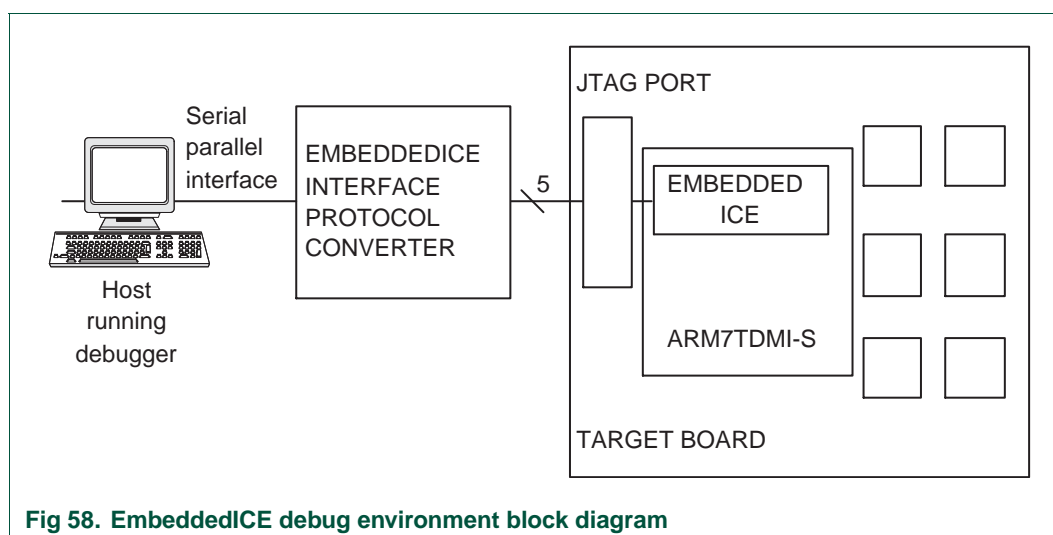 Serial
parallel
interface
Host
running
debugger
EMBEDDEDICE
INTERFACE
PROTOCOL
CONVERTER
5
JTAG PORT
EMBEDDED
ICE
ARM7TDMI-S
TARGET BOARD
Fig 58. EmbeddedICE debug environment block diagram